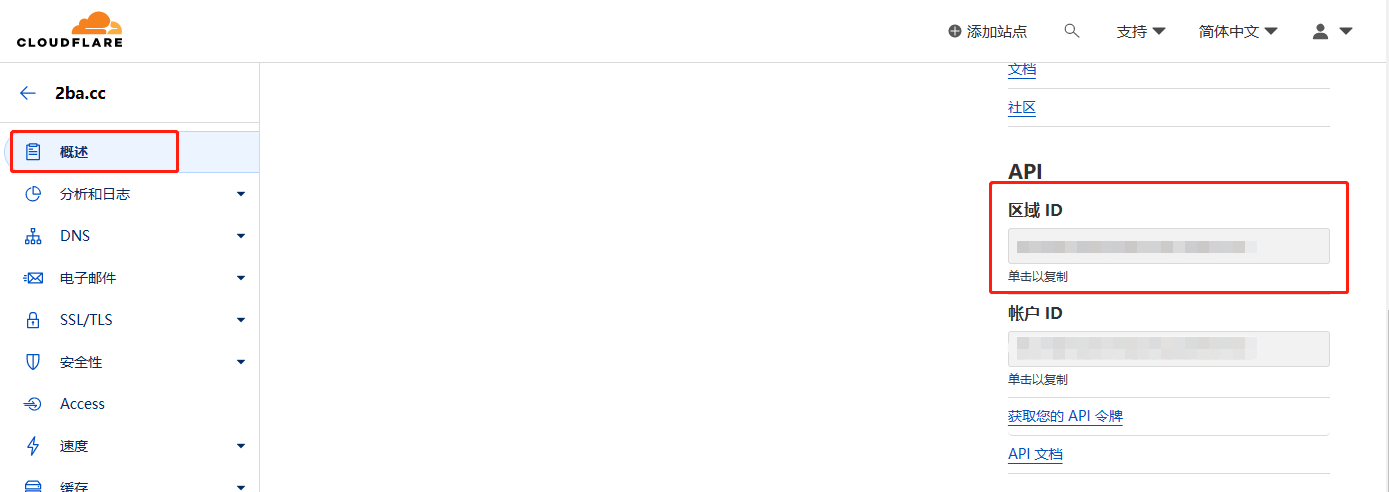 CLOUDFLARE
添加站点
支持
简体中文
2ba.cc
概述
分析和日志
DNS
电子邮件
SSL/TLS
安全性
Access
速度
缓存
文档
社区
API
区域 ID
单击以复制
帐户 ID
单击以复制
获取您的 API 令牌
API 文档